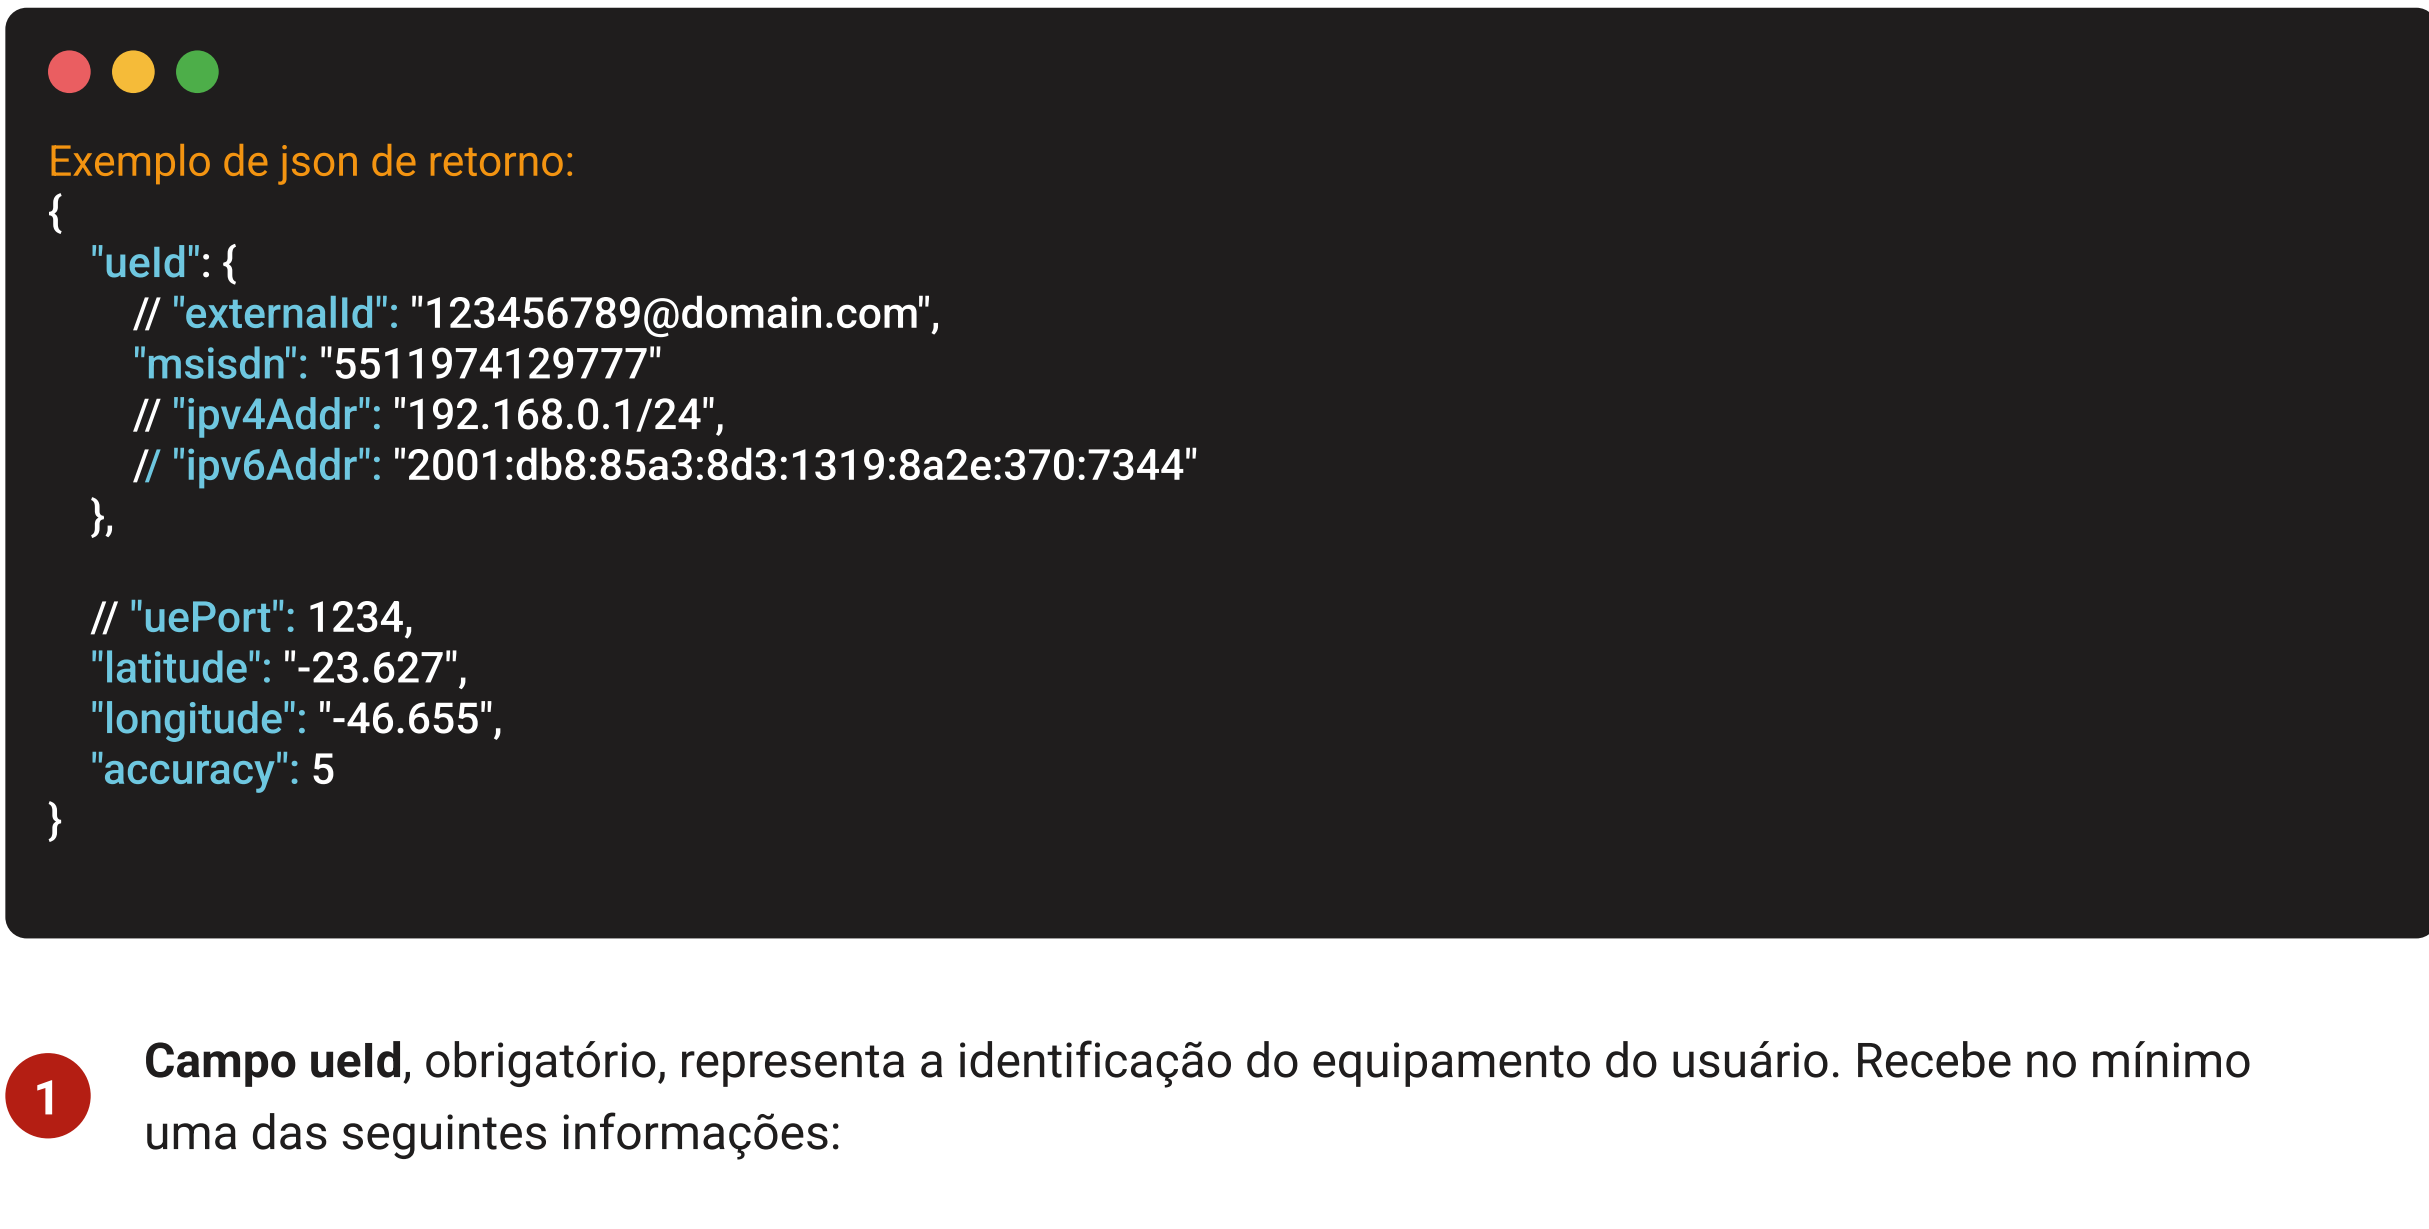 Exemplo de json de retorno:
{
"ueId": {
// "externalId": "123456789@domain.com",
"msisdn": "5511974129777"
// "ipv4Addr": "192.168.0.1/24",
// "ipv6Addr": "2001:db8:85a3:8d3:1319:8a2e:370:7344"
},
// "uePort": 1234,
"latitude": "-23.627",
"longitude": "-46.655",
"accuracy": 5
}
1
Campo ueId, obrigatório, representa a identificação do equipamento do usuário. Recebe no mínimo
uma das seguintes informações: